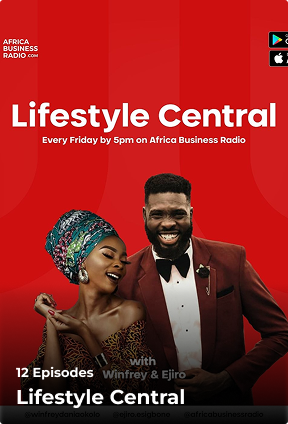 AFRICA
BUSINESS
RADIO.COM
Lifestyle Central
Every Friday by 5pm on Africa Business Radio
with
Winfrey & Ejiro
12 Episodes
Lifestyle Central